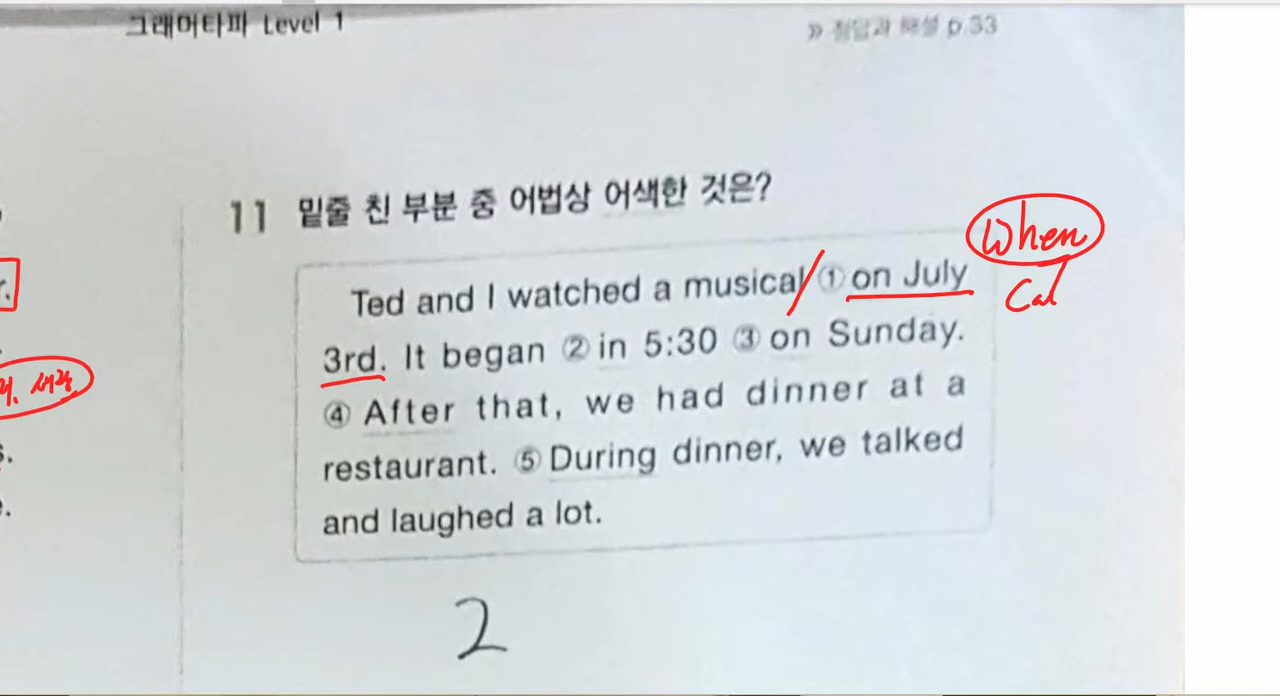 그래머타파 Level 1
» 정답과 해설 p.33
11 밑줄 친 부분 중 어법상 어색한 것은?
When
Cal
Ted and I watched a musical ① on July
3rd. It began ② in 5:30 ③ on Sunday.
④ After that, we had dinner at a
restaurant. ⑤ During dinner, we talked
and laughed a lot.
2